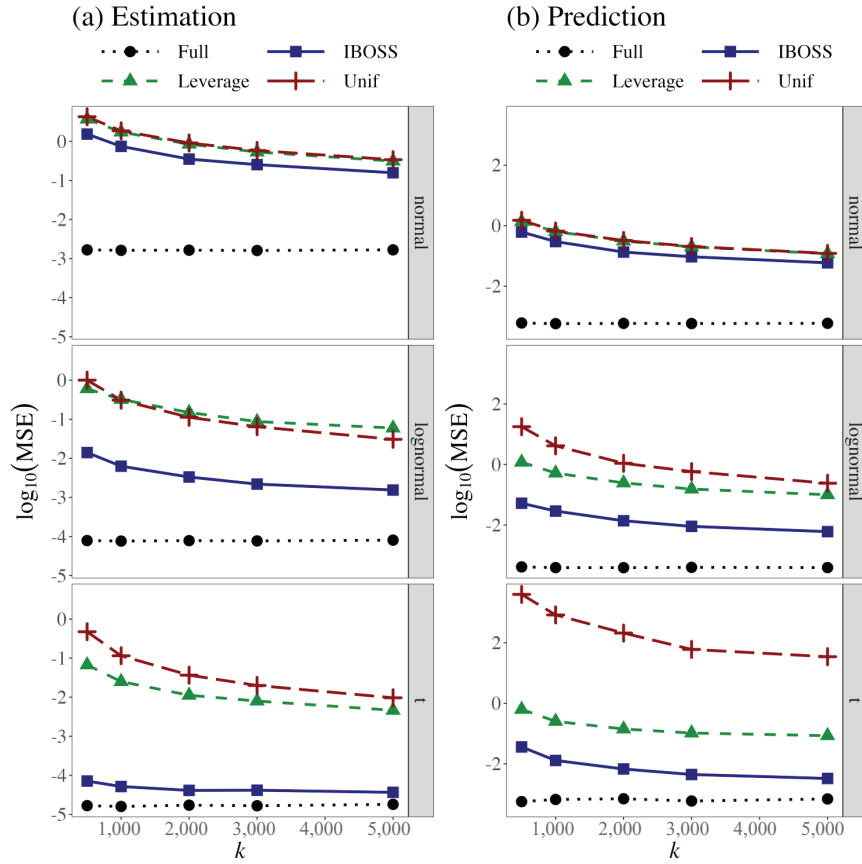 (a) Estimation
Full
IBOSS
Leverage
Unif
0
-1
-2
-3
-4
-5
normal
0
-1
-2
-3
-4
-5
lognormal
0
-1
-2
-3
-4
-5
t
log₁₀(MSE)
1,000 2,000 3,000 4,000 5,000
k
(b) Prediction
Full
IBOSS
Leverage
Unif
2
0
-2
normal
2
0
-2
lognormal
2
0
-2
t
log₁₀(MSE)
1,000 2,000 3,000 4,000 5,000
k